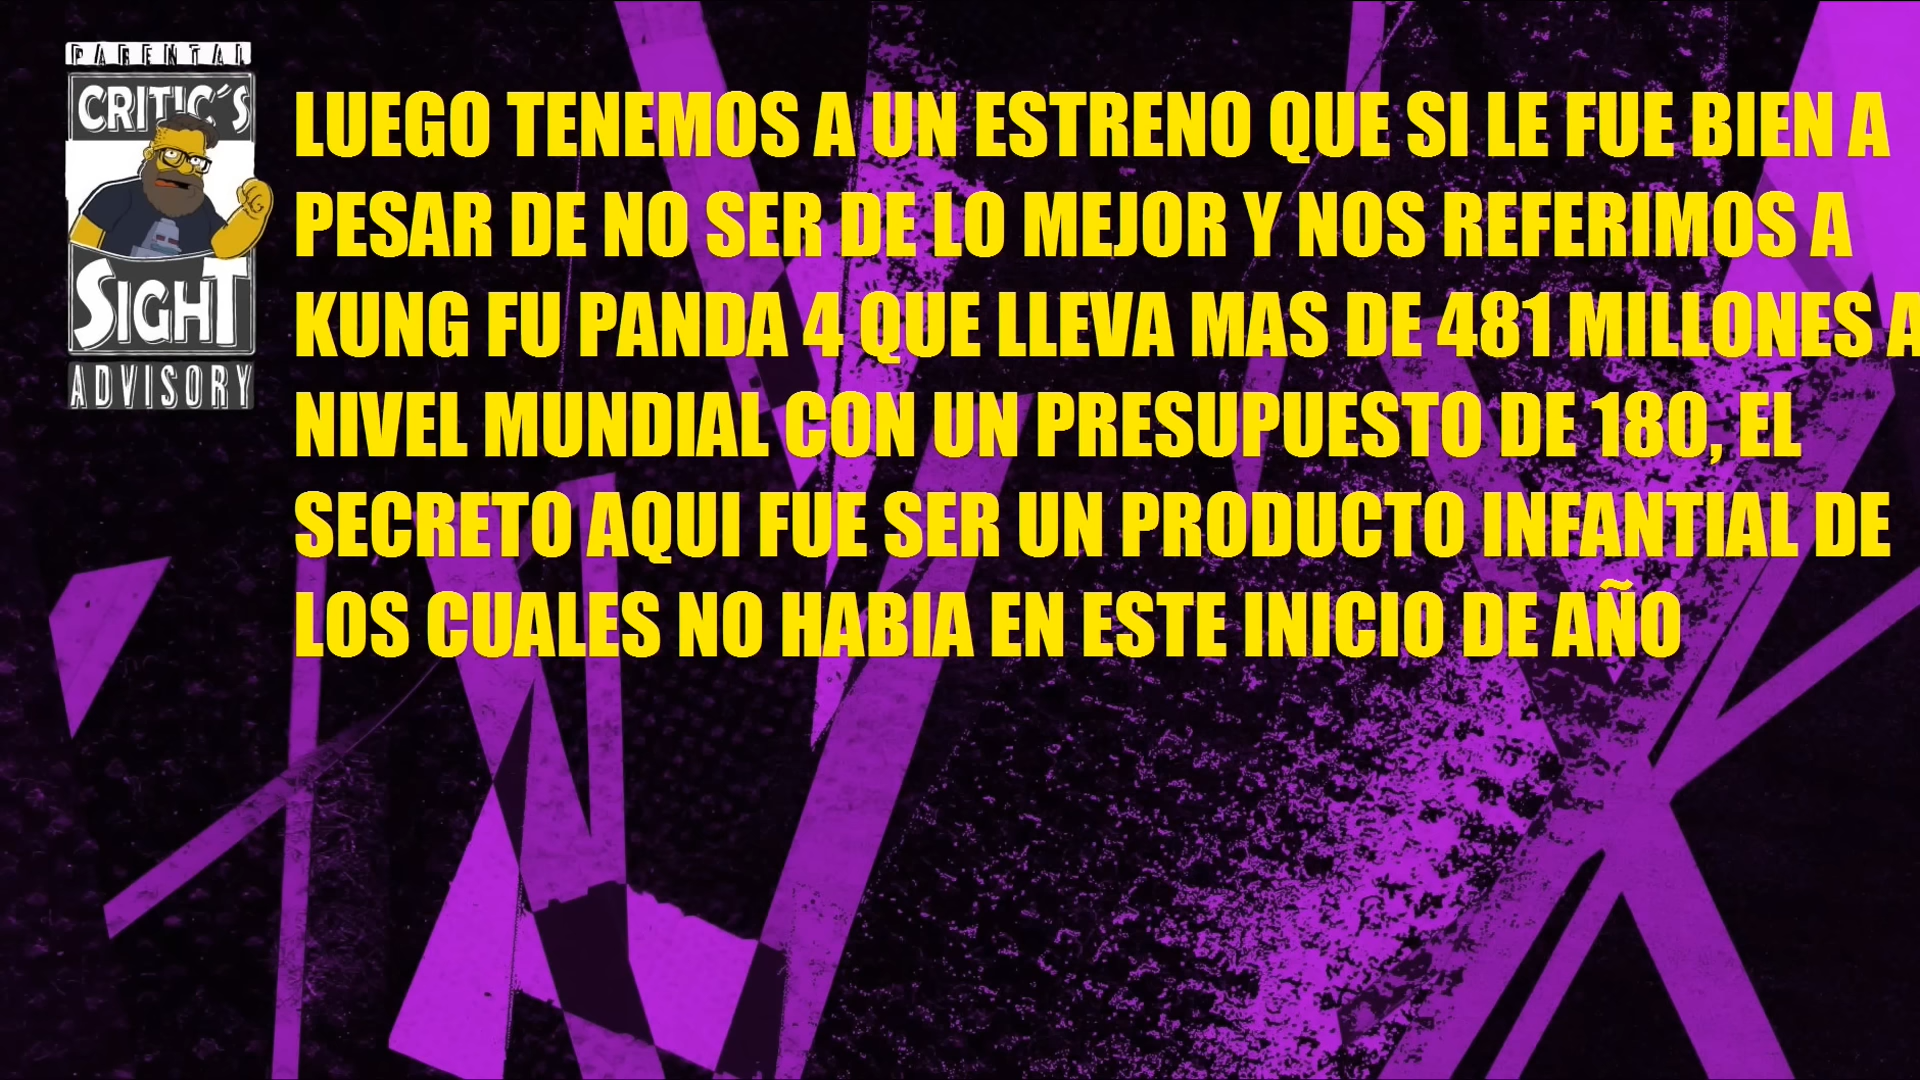 PARENTAL
CRITIC´S
SIGHT
ADVISORY
LUEGO TENEMOS A UN ESTRENO QUE SI LE FUE BIEN A
PESAR DE NO SER DE LO MEJOR Y NOS REFERIMOS A
KUNG FU PANDA 4 QUE LLEVA MAS DE 481 MILLONES A
NIVEL MUNDIAL CON UN PRESUPUESTO DE 180, EL
SECRETO AQUI FUE SER UN PRODUCTO INFANTIAL DE
LOS CUALES NO HABIA EN ESTE INICIO DE AÑO